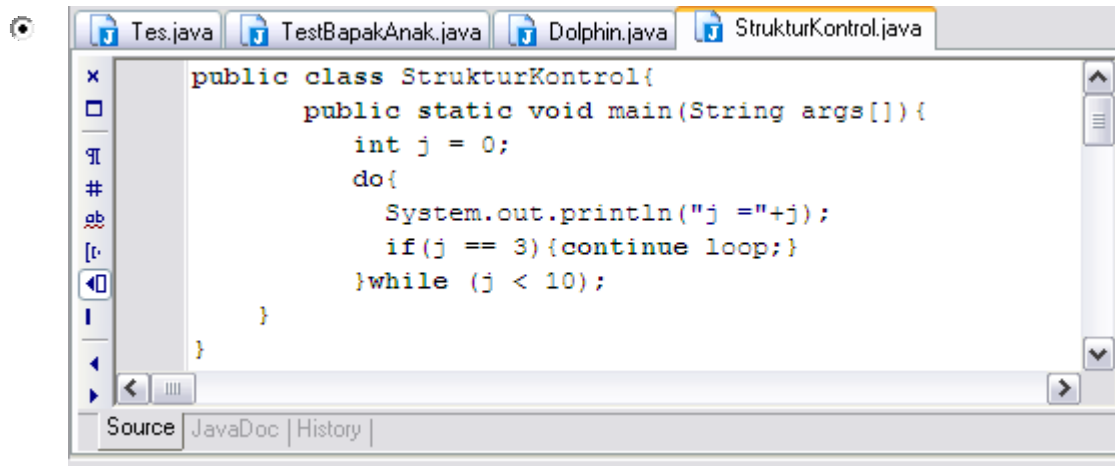 Tes.java TestBapakAnak.java Dolphin.java StrukturKontrol.java
public class StrukturKontrol{
public static void main(String args[]){
int j = 0;
do{
System.out.println("j ="+j);
if(j == 3){continue loop;}
}while (j < 10);
}
}
Source JavaDoc | History |